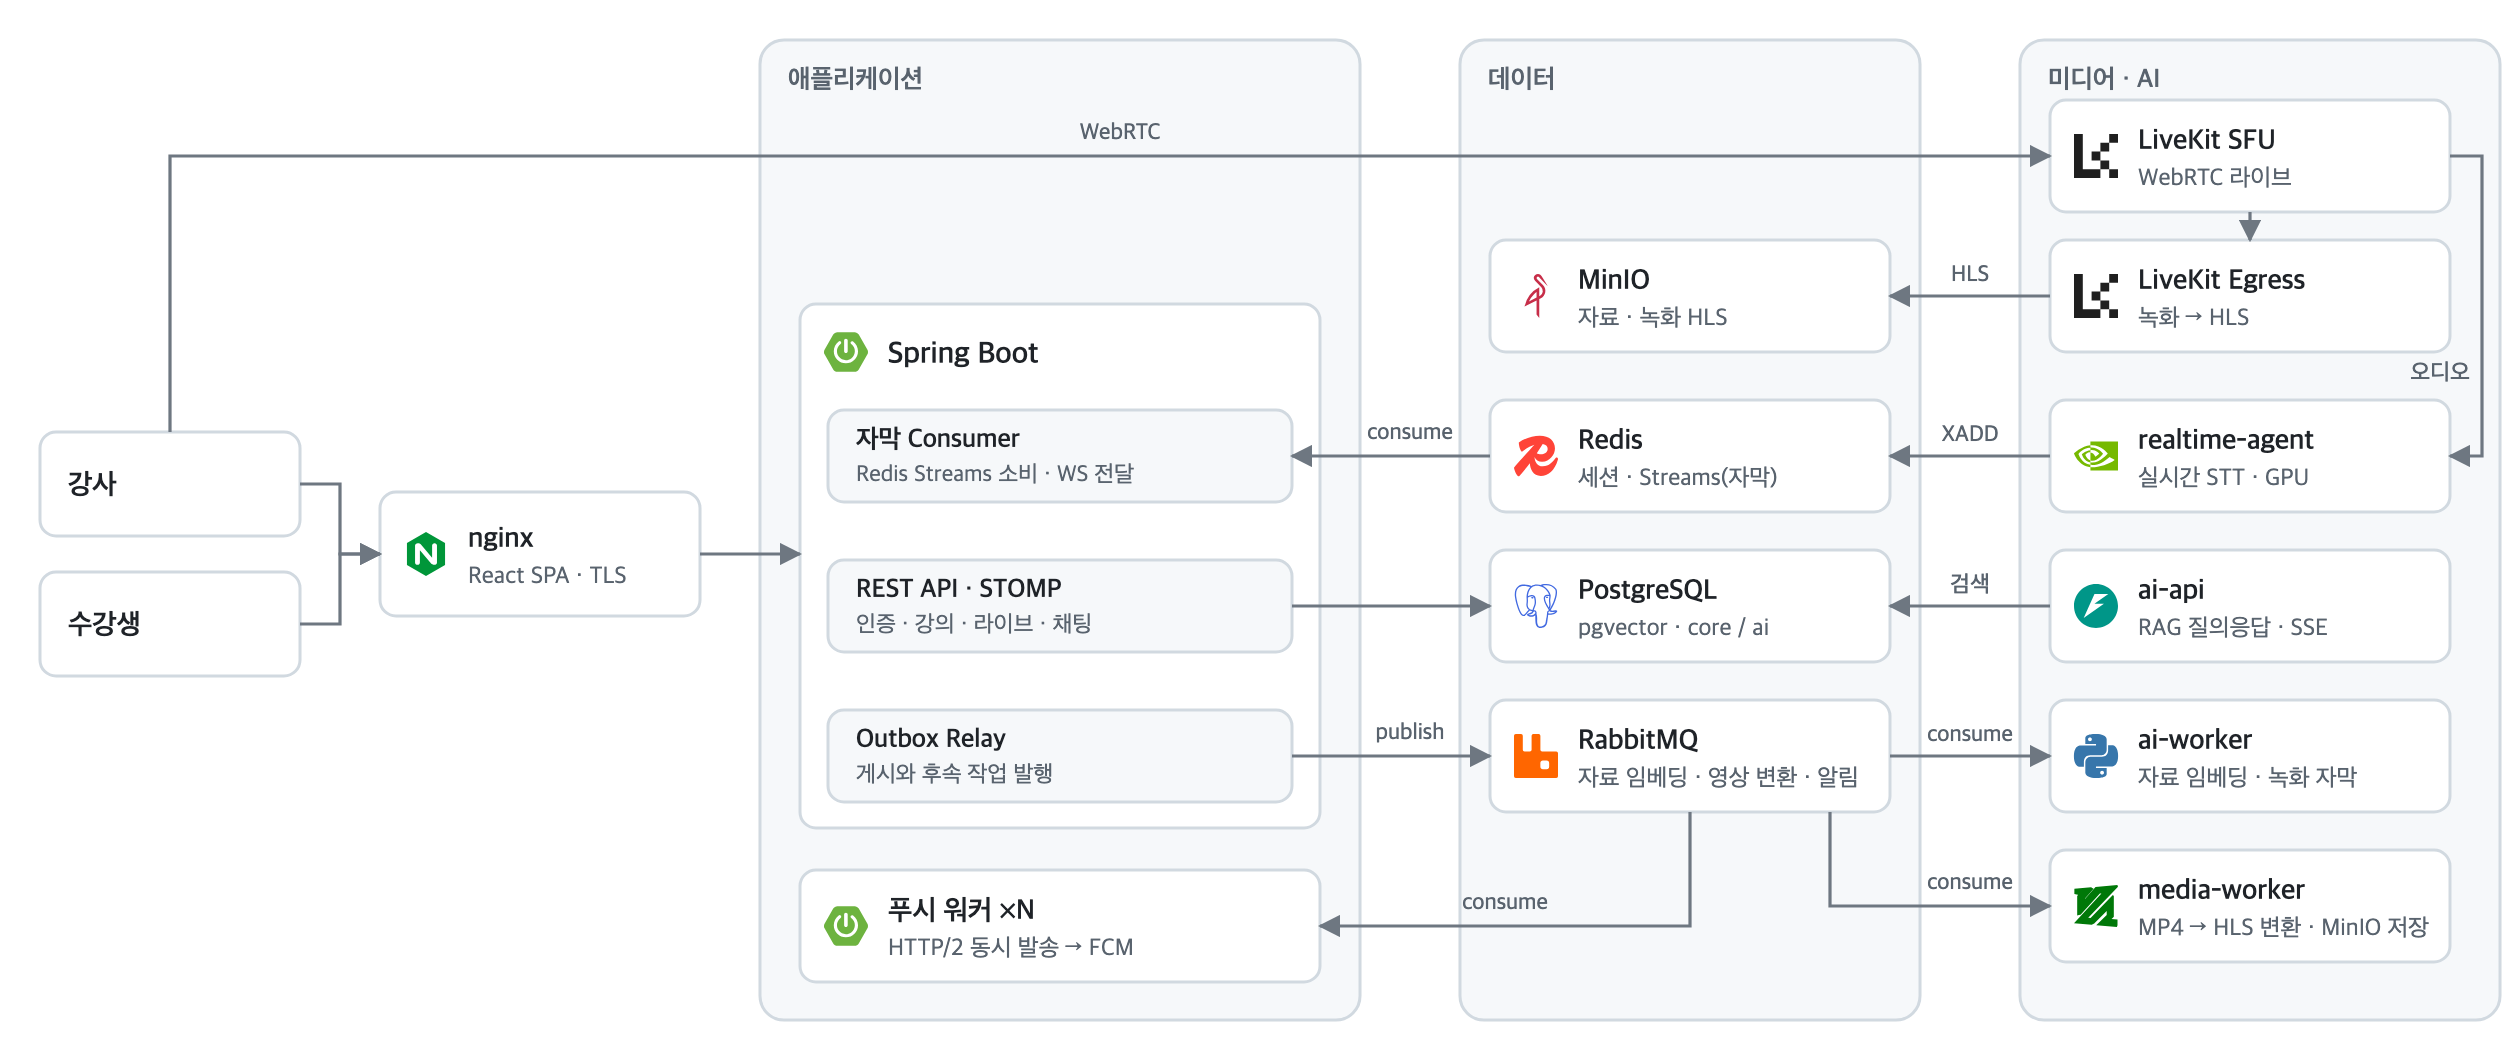 애플리케이션
데이터
미디어 · AI
WebRTC
LiveKit SFU
WebRTC 라이브
MinIO
자료 · 녹화 HLS
HLS
LiveKit Egress
녹화 → HLS
오디오
Spring Boot
자막 Consumer
Redis Streams 소비 · WS 전달
consume
Redis
세션 · Streams(자막)
XADD
realtime-agent
실시간 STT · GPU
강사
수강생
nginx
React SPA · TLS
REST API · STOMP
인증 · 강의 · 라이브 · 채팅
PostgreSQL
pgvector · core / ai
검색
ai-api
RAG 질의응답 · SSE
Outbox Relay
게시와 후속 작업 발행
publish
RabbitMQ
자료 임베딩 · 영상 변환 · 알림
consume
ai-worker
자료 임베딩 · 녹화 자막
푸시 워커 ×N
HTTP/2 동시 발송 → FCM
consume
consume
media-worker
MP4 → HLS 변환 · MinIO 저장